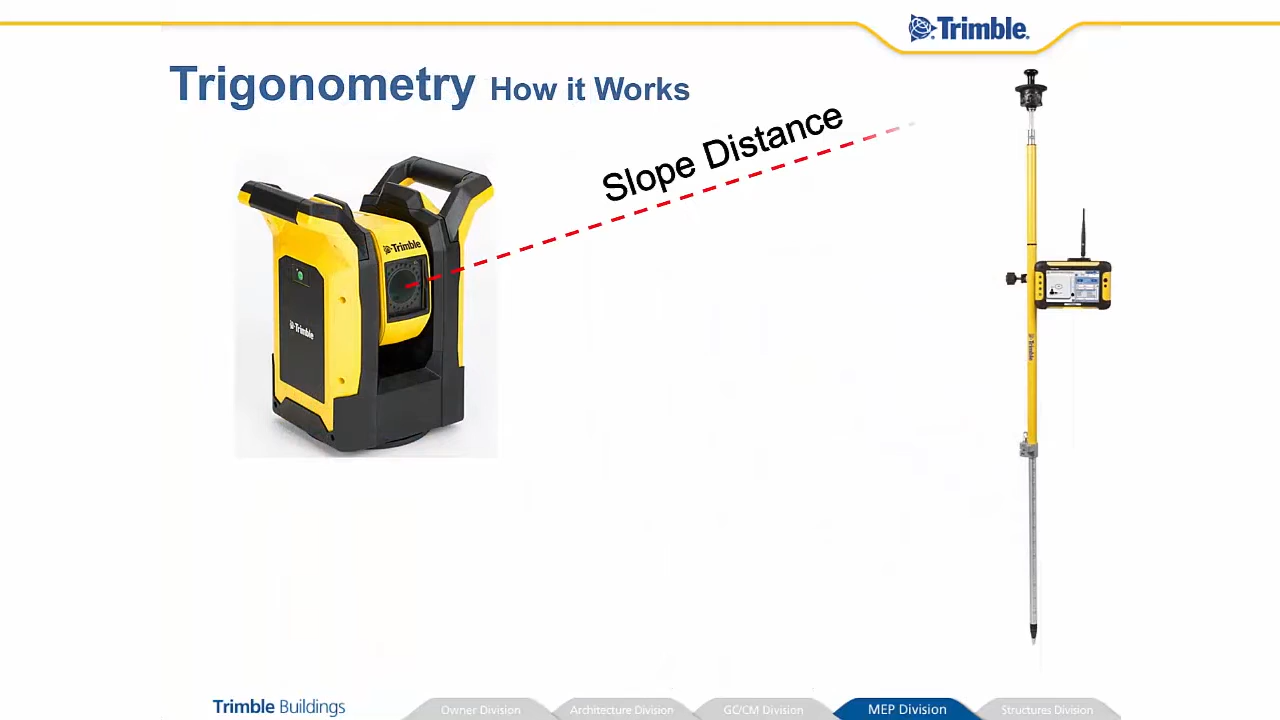 Trimble.
Trigonometry How it Works
Slope Distance
Trimble
Trimble
Trimble
Trimble Buildings
Owner Division
Architecture Division
GC/CM Division
MEP Division
Structures Division